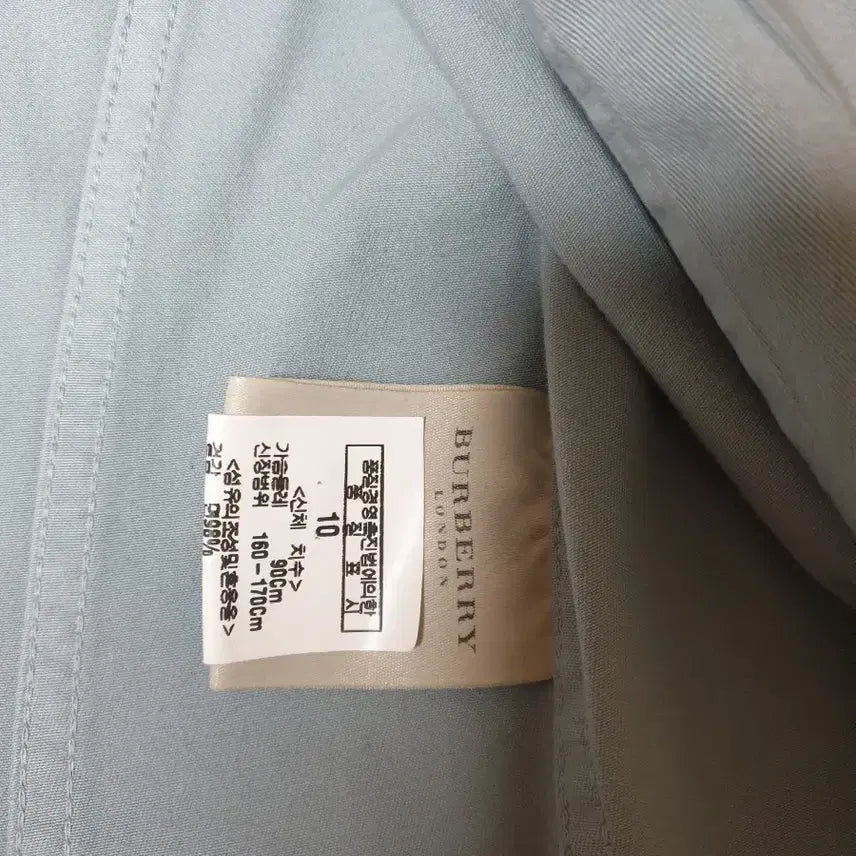 BURBERRY
LONDON
품질경영촉진법에의한
품 질 표 시
10
<신체 치수>
가슴둘레 90Cm
신장범위 160-170Cm
<섬유의조성및혼용율>
겉감 면98%